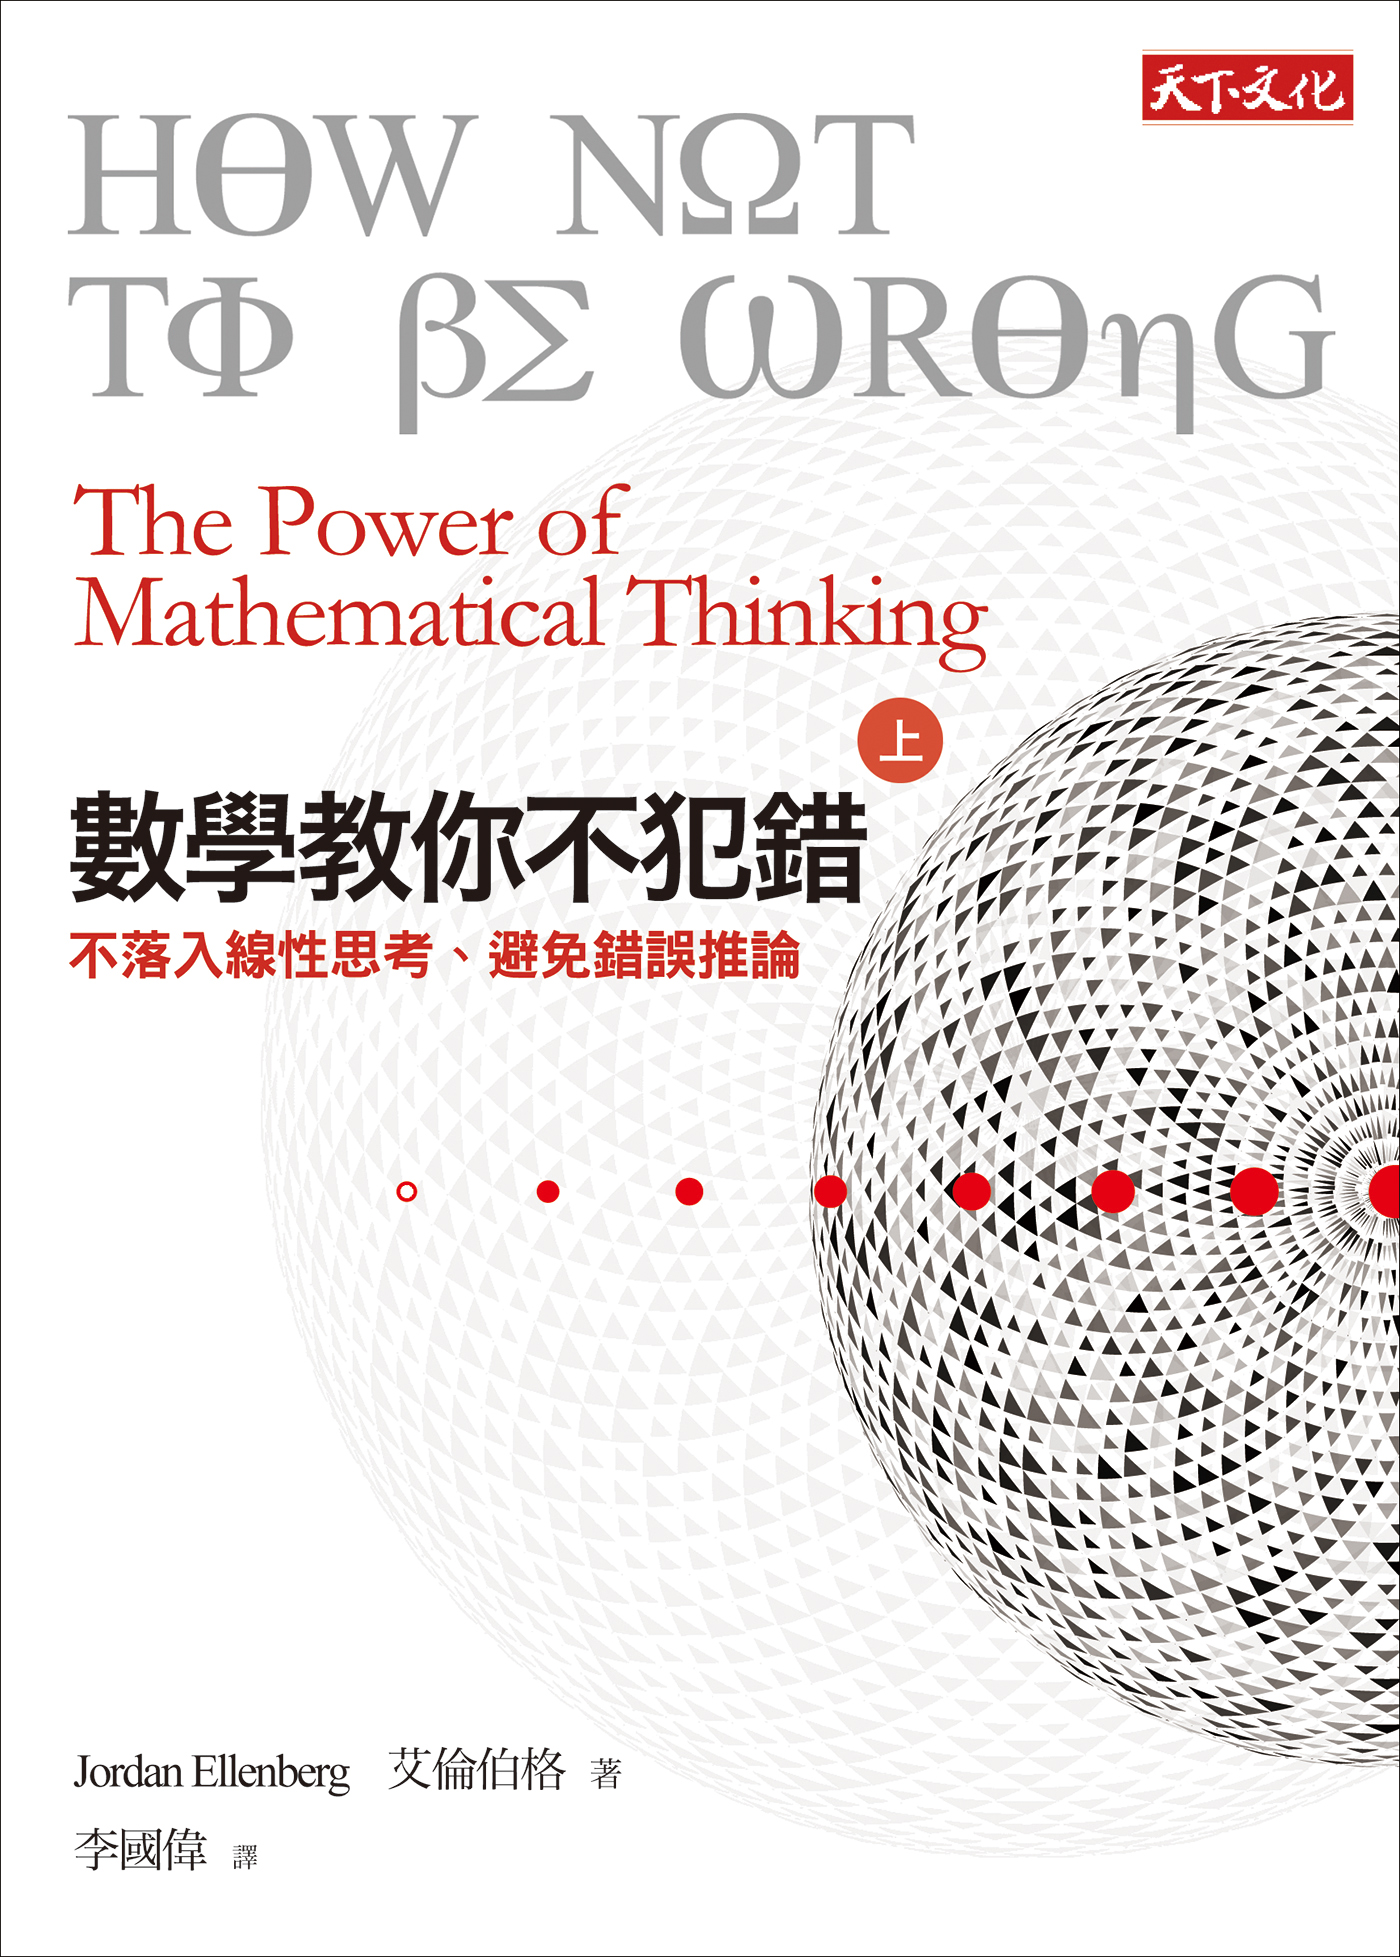 天下文化
HΘW NΩT
TΦ βΣ ωRΘηG
The Power of
Mathematical Thinking
上
數學教你不犯錯
不落入線性思考、避免錯誤推論
Jordan Ellenberg 艾倫伯格 著
李國偉 譯